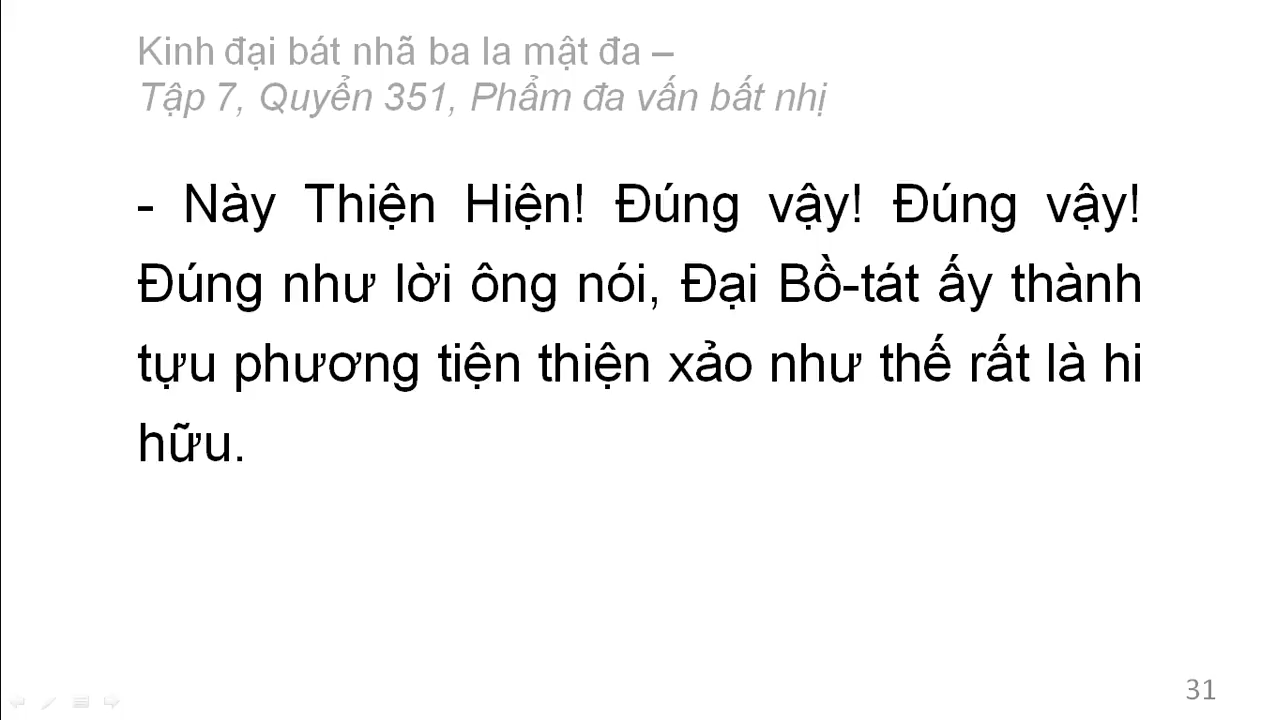 Kinh đại bát nhã ba la mật đa –
Tập 7, Quyển 351, Phẩm đa vấn bất nhị
- Này Thiện Hiện! Đúng vậy! Đúng vậy!
Đúng như lời ông nói, Đại Bồ-tát ấy thành
tựu phương tiện thiện xảo như thế rất là hi
hữu.
31